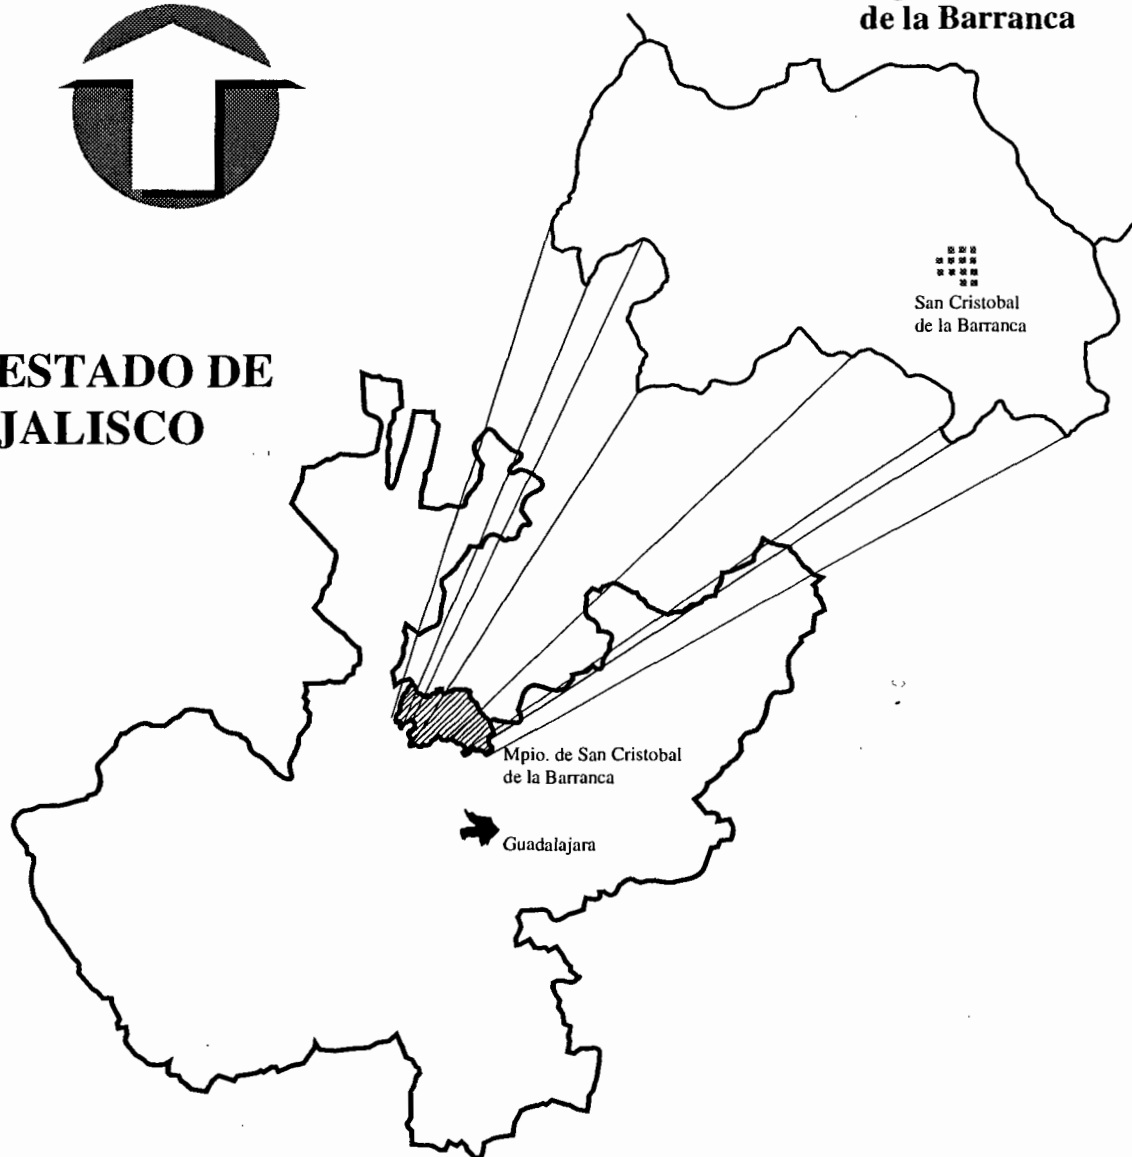 de la Barranca
San Cristobal
de la Barranca
ESTADO DE
JALISCO
Mpio. de San Cristobal
de la Barranca
Guadalajara